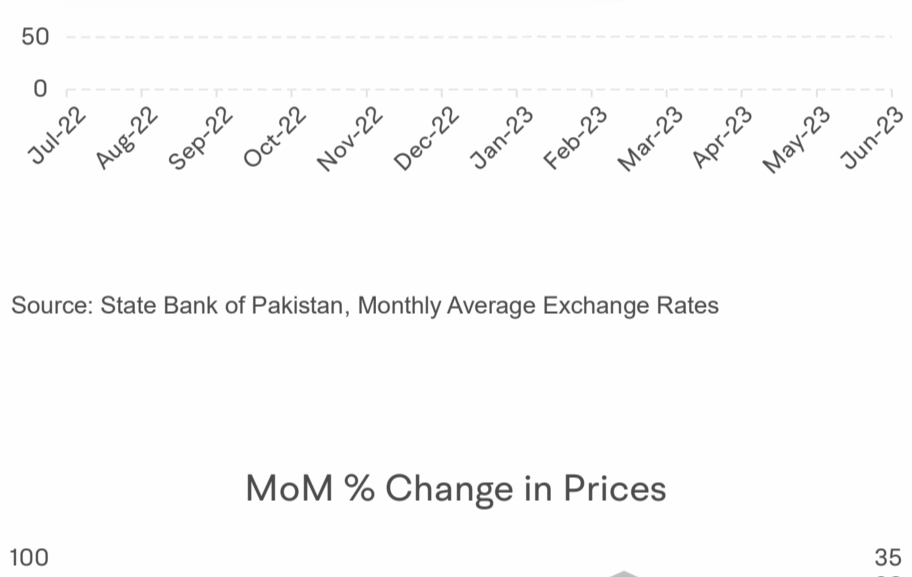 50
0
Jul-22 Aug-22 Sep-22 Oct-22 Nov-22 Dec-22 Jan-23 Feb-23 Mar-23 Apr-23 May-23 Jun-23
Source: State Bank of Pakistan, Monthly Average Exchange Rates
MoM % Change in Prices
100 35